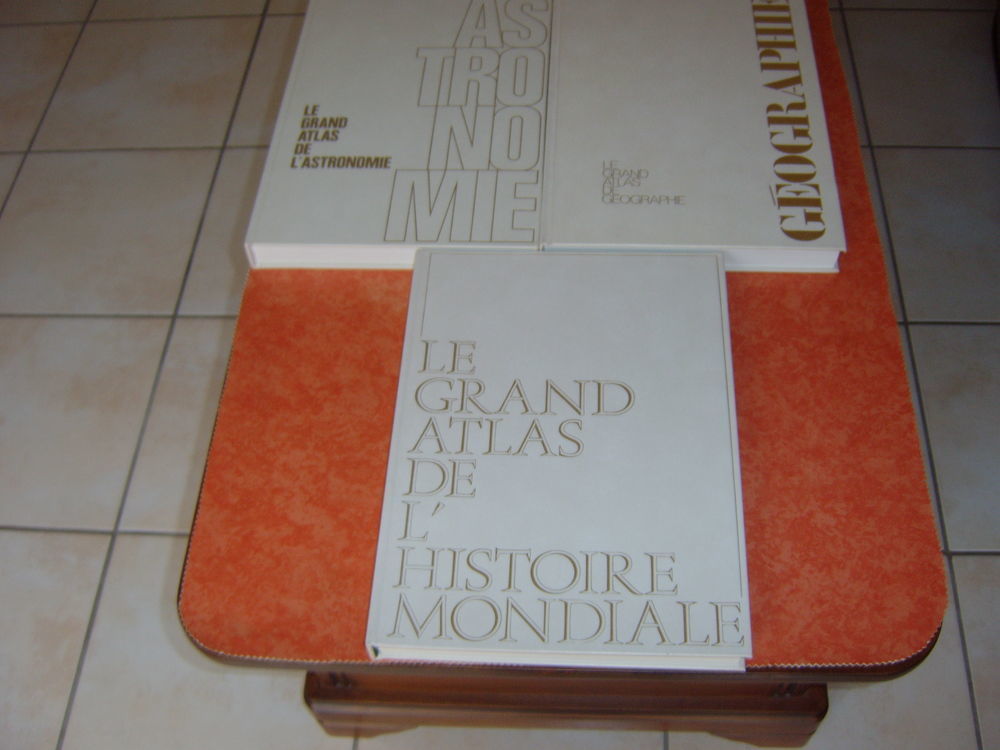 AS
TRO
NO
MIE
LE
GRAND
ATLAS
DE
L'ASTRONOMIE
GÉOGRAPHIE
LE
GRAND
ATLAS
DE
GÉOGRAPHIE
LE
GRAND
ATLAS
DE
L'
HISTOIRE
MONDIALE